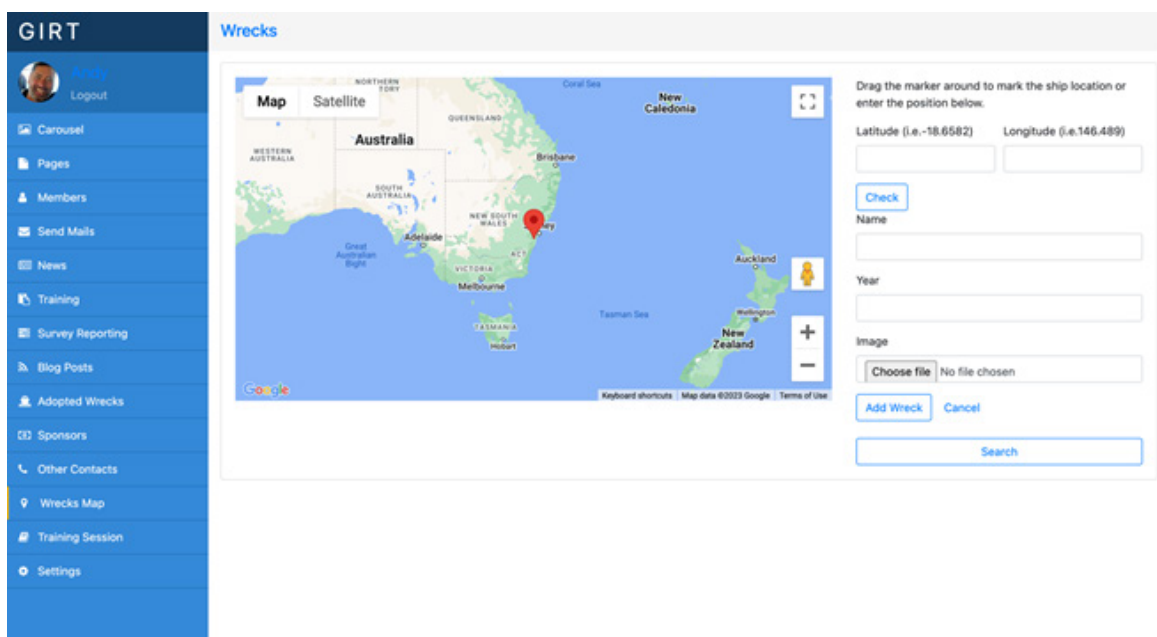 GIRT
Wrecks
Andy
Logout
Carousel
Pages
Members
Send Mails
News
Training
Survey Reporting
Blog Posts
Adopted Wrecks
Sponsors
Other Contacts
Wrecks Map
Training Session
Settings
Map
Satellite
NORTHERN
TORY
Coral Sea
New
Caledonia
QUEENSLAND
Australia
WESTERN
AUSTRALIA
Brisbane
SOUTH
AUSTRALIA
NEW SOUTH
WALES
ney
Adelaide
ACT
Great
Australian
Bight
VICTORIA
Melbourne
Auckland
Tasman Sea
Wellington
TASMANIA
Hobart
New
Zealand
Google
Keyboard shortcuts
Map data ©2023 Google
Terms of Use
Drag the marker around to mark the ship location or
enter the position below.
Latitude (i.e.-18.6582)
Longitude (i.e.146.489)
Check
Name
Year
Image
Choose file No file chosen
Add Wreck
Cancel
Search